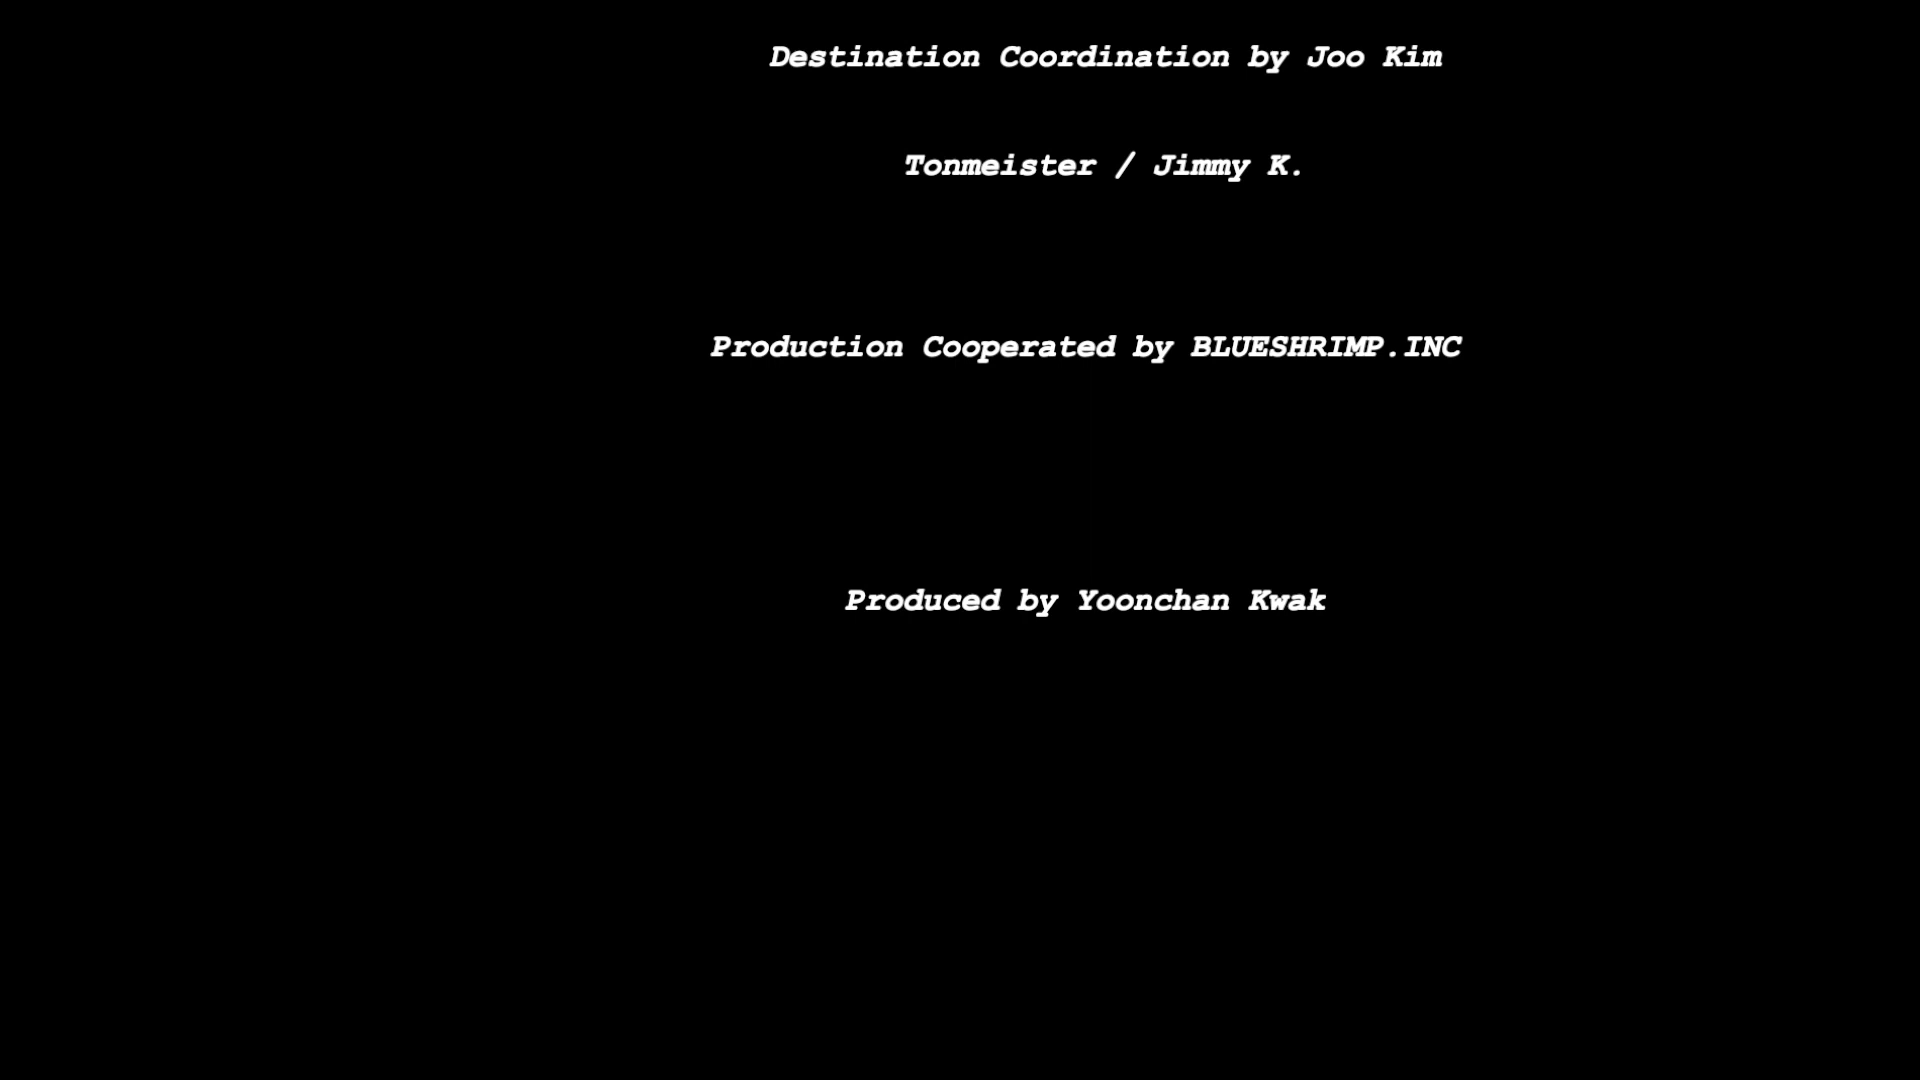 Destination Coordination by Joo Kim
Tonmeister / Jimmy K.
Production Cooperated by BLUESHRIMP.INC
Produced by Yoonchan Kwak